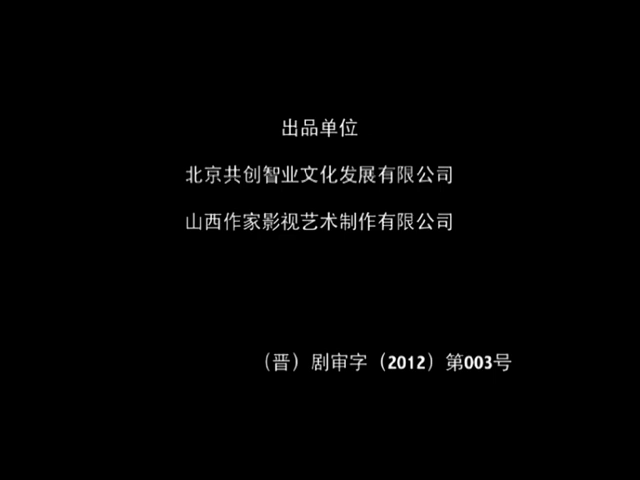 出品单位
北京共创智业文化发展有限公司
山西作家影视艺术制作有限公司
（晋）剧审字（2012）第003号